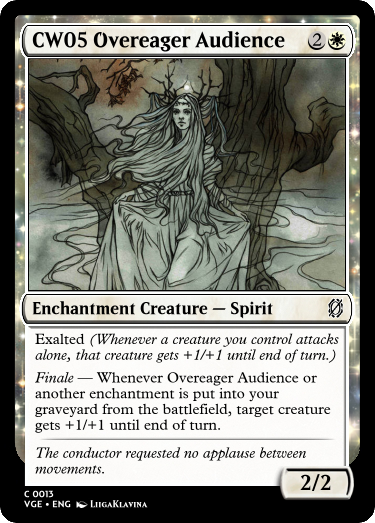 CW05 Overeager Audience 2
Enchantment Creature — Spirit
Exalted (Whenever a creature you control attacks
alone, that creature gets +1/+1 until end of turn.)
Finale — Whenever Overeager Audience or
another enchantment is put into your
graveyard from the battlefield, target creature
gets +1/+1 until end of turn.
The conductor requested no applause between
movements.
2/2
C 0013
VGE • ENG LIIGAKLAVINA